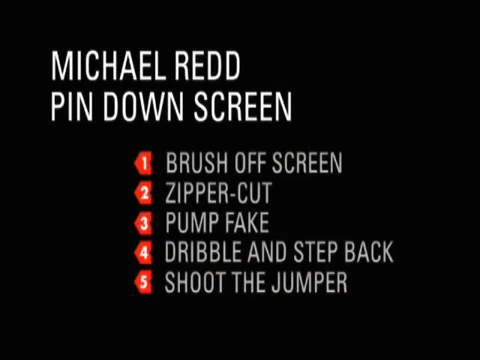 MICHAEL REDD
PIN DOWN SCREEN
1 BRUSH OFF SCREEN
2 ZIPPER-CUT
3 PUMP FAKE
4 DRIBBLE AND STEP BACK
5 SHOOT THE JUMPER